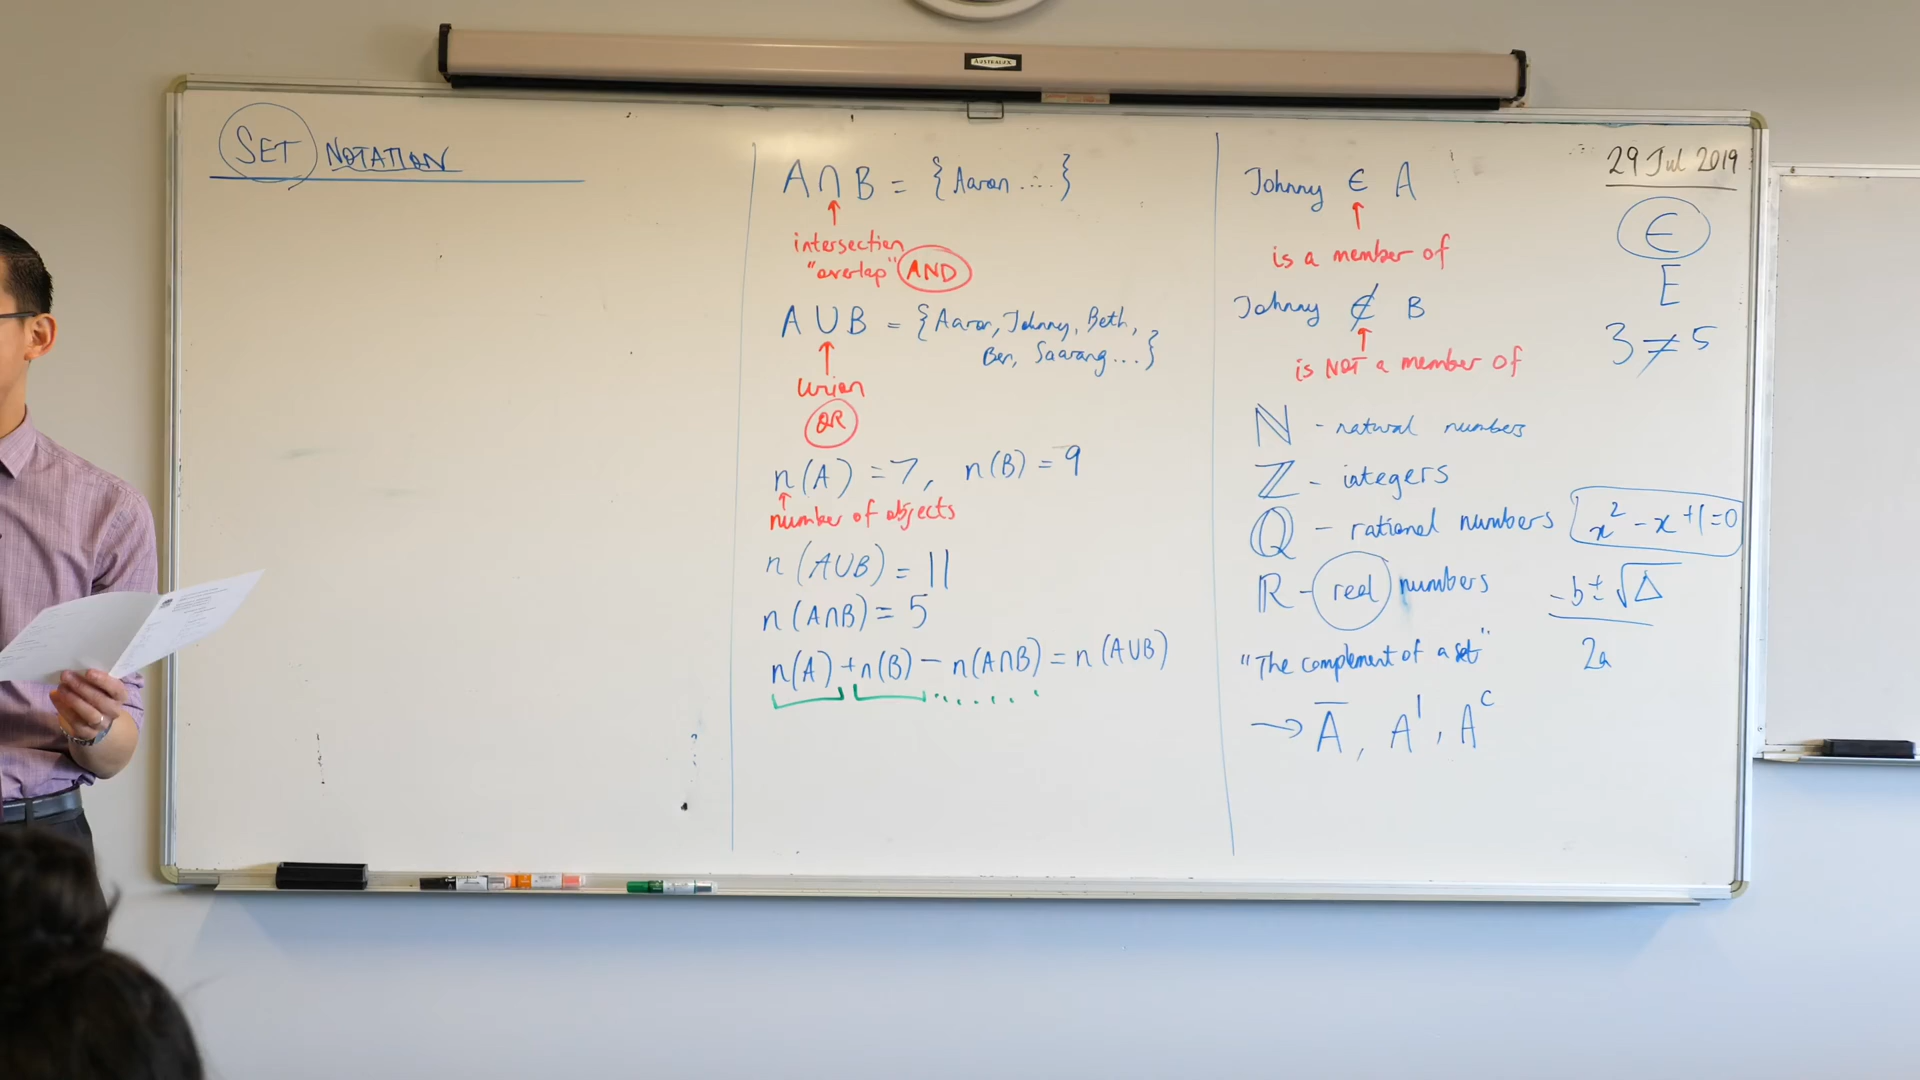 AUSTRALEX
SET NOTATION
A ∩ B = {Aaron ....}
↑
intersection
"overlap" AND
A ∪ B = {Aaron, Johnny, Beth,
Ben, Saarang ...}
↑
union
OR
n(A) = 7, n(B) = 9
↑
number of objects
n(A∪B) = 11
n(A∩B) = 5
n(A) + n(B) − n(A∩B) = n(A∪B)
Johnny ∈ A
↑
is a member of
Johnny ∉ B
↑
is NOT a member of
ℕ - natural numbers
ℤ - integers
ℚ - rational numbers
ℝ - real numbers
"The complement of a set"
→ A̅, A', Aᶜ
29 Jul 2019
∈
E
3 ≠ 5
x² − x + 1 = 0
−b ± √Δ
2a